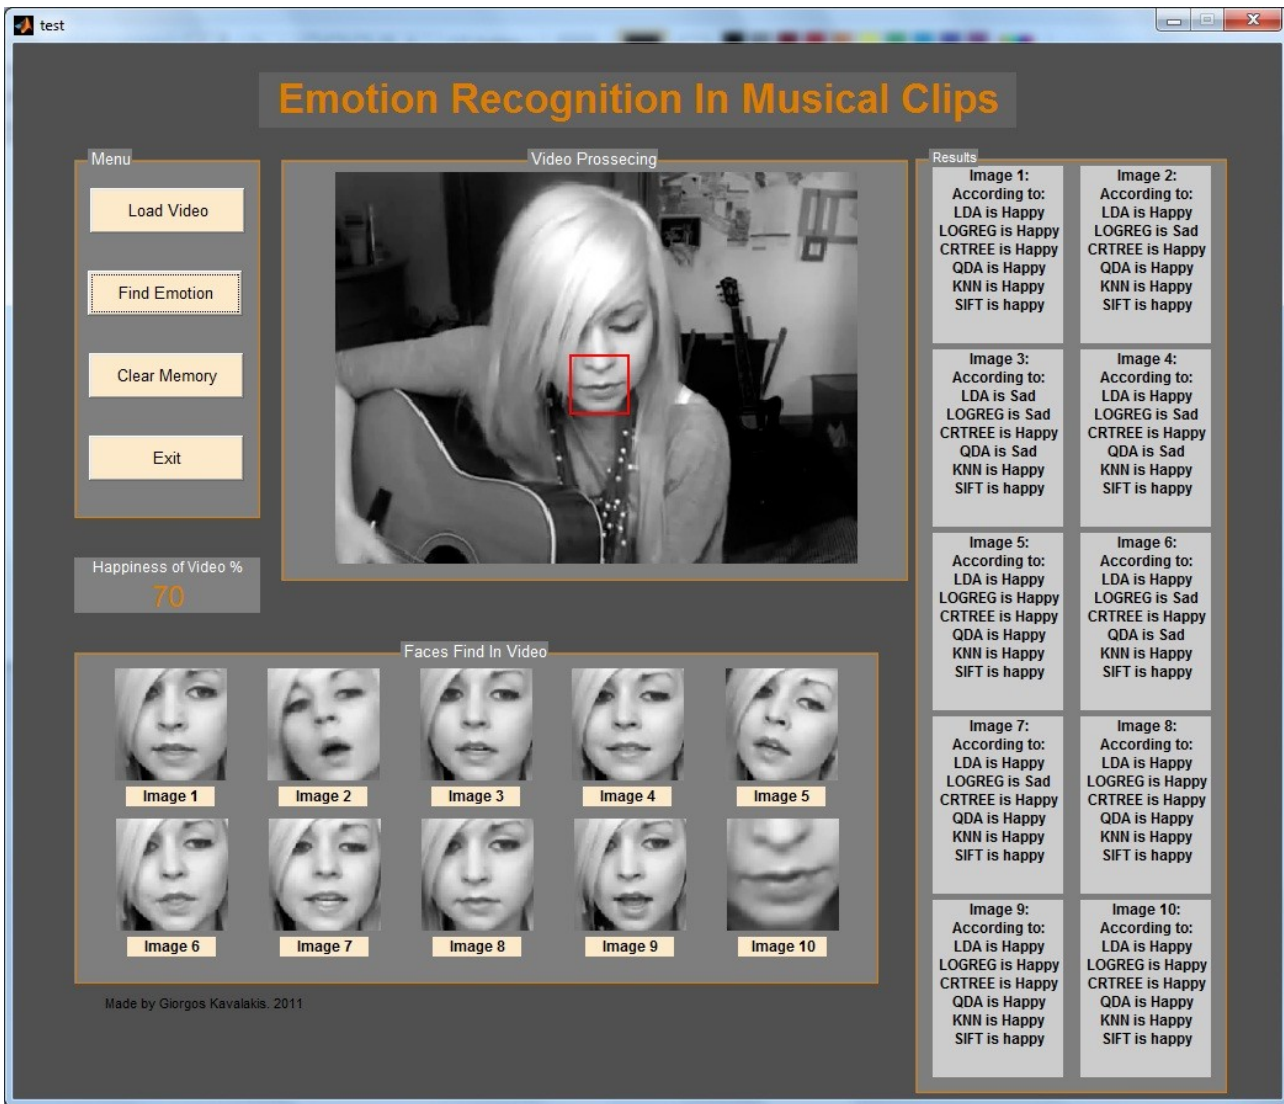 test
Emotion Recognition In Musical Clips
Menu
Load Video
Find Emotion
Clear Memory
Exit
Happiness of Video %
70
Video Prossecing
Faces Find In Video
Image 1
Image 2
Image 3
Image 4
Image 5
Image 6
Image 7
Image 8
Image 9
Image 10
Made by Giorgos Kavalakis. 2011
Results
Image 1:
According to:
LDA is Happy
LOGREG is Happy
CRTREE is Happy
QDA is Happy
KNN is Happy
SIFT is happy
Image 2:
According to:
LDA is Happy
LOGREG is Sad
CRTREE is Happy
QDA is Happy
KNN is Happy
SIFT is happy
Image 3:
According to:
LDA is Sad
LOGREG is Sad
CRTREE is Happy
QDA is Sad
KNN is Happy
SIFT is happy
Image 4:
According to:
LDA is Happy
LOGREG is Sad
CRTREE is Happy
QDA is Sad
KNN is Happy
SIFT is happy
Image 5:
According to:
LDA is Happy
LOGREG is Happy
CRTREE is Happy
QDA is Happy
KNN is Happy
SIFT is happy
Image 6:
According to:
LDA is Happy
LOGREG is Sad
CRTREE is Happy
QDA is Sad
KNN is Happy
SIFT is happy
Image 7:
According to:
LDA is Happy
LOGREG is Sad
CRTREE is Happy
QDA is Happy
KNN is Happy
SIFT is happy
Image 8:
According to:
LDA is Happy
LOGREG is Happy
CRTREE is Happy
QDA is Happy
KNN is Happy
SIFT is happy
Image 9:
According to:
LDA is Happy
LOGREG is Happy
CRTREE is Happy
QDA is Happy
KNN is Happy
SIFT is happy
Image 10:
According to:
LDA is Happy
LOGREG is Happy
CRTREE is Happy
QDA is Happy
KNN is Happy
SIFT is happy